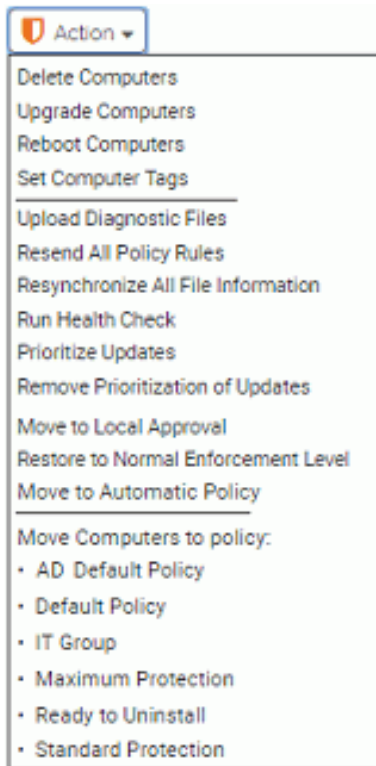 Action
Delete Computers
Upgrade Computers
Reboot Computers
Set Computer Tags
Upload Diagnostic Files
Resend All Policy Rules
Resynchronize All File Information
Run Health Check
Prioritize Updates
Remove Prioritization of Updates
Move to Local Approval
Restore to Normal Enforcement Level
Move to Automatic Policy
Move Computers to policy:
• AD Default Policy
• Default Policy
• IT Group
• Maximum Protection
• Ready to Uninstall
• Standard Protection